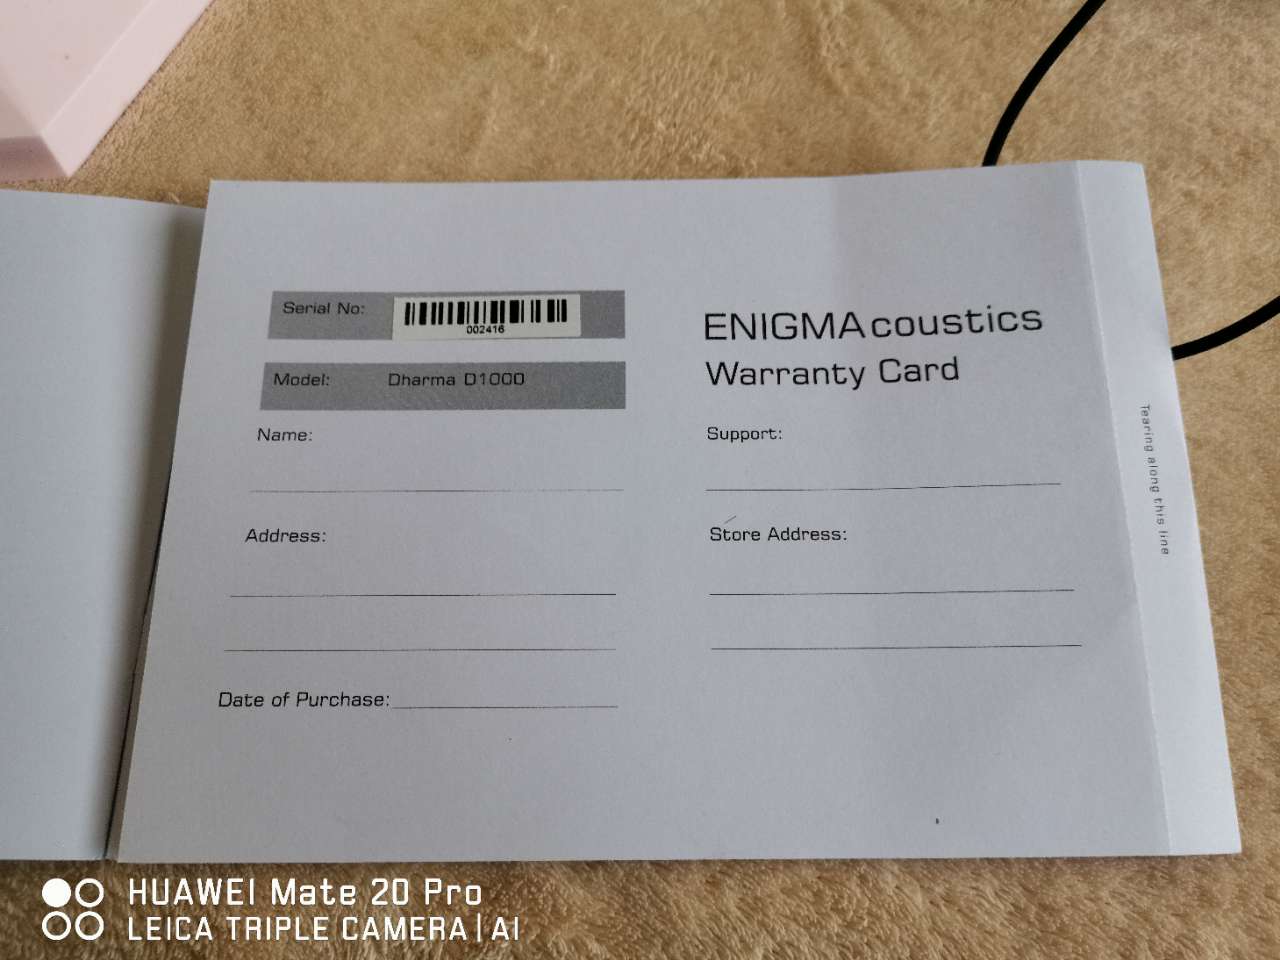 Serial No:
002416
Model: Dharma D1000
Name:
Address:
Date of Purchase:
ENIGMAcoustics
Warranty Card
Support:
Store Address:
Tearing along this line
HUAWEI Mate 20 Pro
LEICA TRIPLE CAMERA | AI